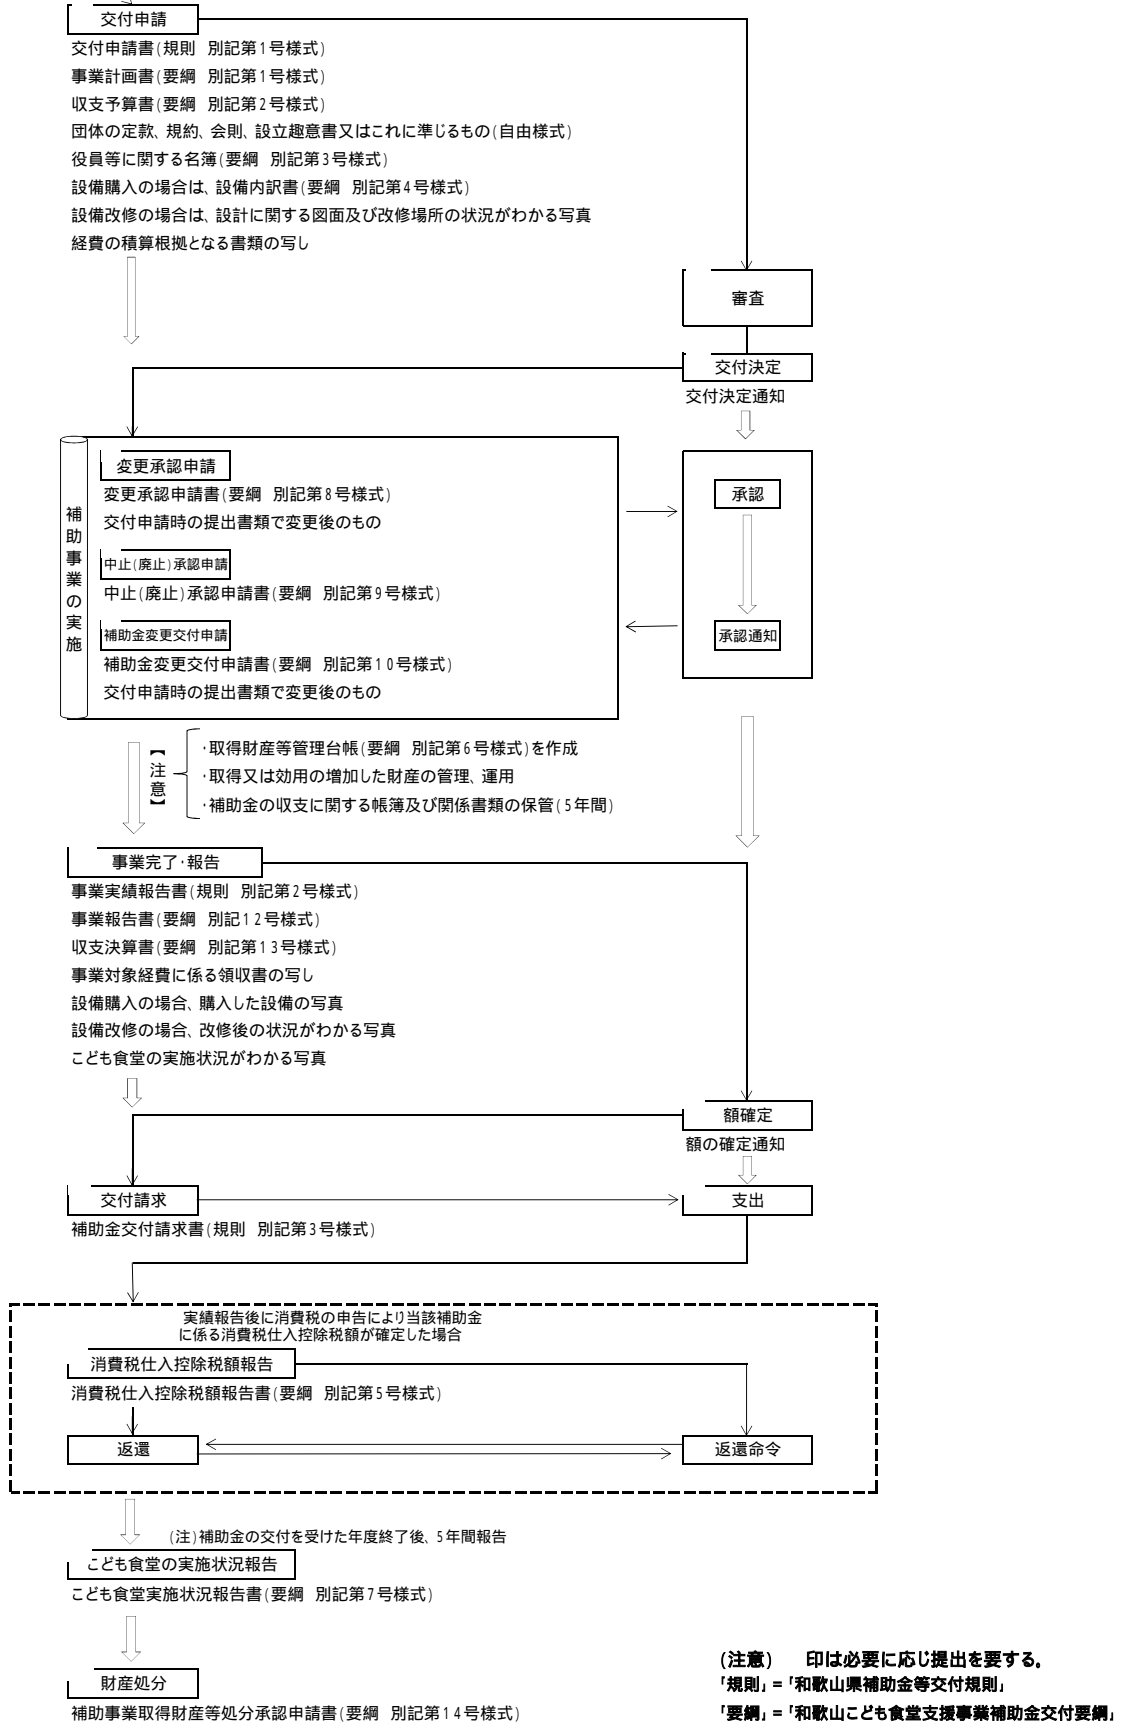 交付申請
交付申請書(規則 別記第1号様式)
事業計画書(要綱 別記第1号様式)
収支予算書(要綱 別記第2号様式)
団体の定款、規約、会則、設立趣意書又はこれに準じるもの(自由様式)
役員等に関する名簿(要綱 別記第3号様式)
設備購入の場合は、設備内訳書(要綱 別記第4号様式)
設備改修の場合は、設計に関する図面及び改修場所の状況がわかる写真
経費の積算根拠となる書類の写し
審査
交付決定
交付決定通知
補助事業の実施
変更承認申請
変更承認申請書(要綱 別記第8号様式)
交付申請時の提出書類で変更後のもの
中止(廃止)承認申請
中止(廃止)承認申請書(要綱 別記第9号様式)
補助金変更交付申請
補助金変更交付申請書(要綱 別記第10号様式)
交付申請時の提出書類で変更後のもの
承認
承認通知
【注意】
・取得財産等管理台帳(要綱 別記第6号様式)を作成
・取得又は効用の増加した財産の管理、運用
・補助金の収支に関する帳簿及び関係書類の保管(5年間)
事業完了・報告
事業実績報告書(規則 別記第2号様式)
事業報告書(要綱 別記12号様式)
収支決算書(要綱 別記第13号様式)
事業対象経費に係る領収書の写し
設備購入の場合、購入した設備の写真
設備改修の場合、改修後の状況がわかる写真
こども食堂の実施状況がわかる写真
額確定
額の確定通知
交付請求
補助金交付請求書(規則 別記第3号様式)
支出
実績報告後に消費税の申告により当該補助金
に係る消費税仕入控除税額が確定した場合
消費税仕入控除税額報告
消費税仕入控除税額報告書(要綱 別記第5号様式)
返還
返還命令
(注)補助金の交付を受けた年度終了後、5年間報告
こども食堂の実施状況報告
こども食堂実施状況報告書(要綱 別記第7号様式)
財産処分
補助事業取得財産等処分承認申請書(要綱 別記第14号様式)
(注意) 印は必要に応じ提出を要する。
「規則」=「和歌山県補助金等交付規則」
「要綱」=「和歌山こども食堂支援事業補助金交付要綱」